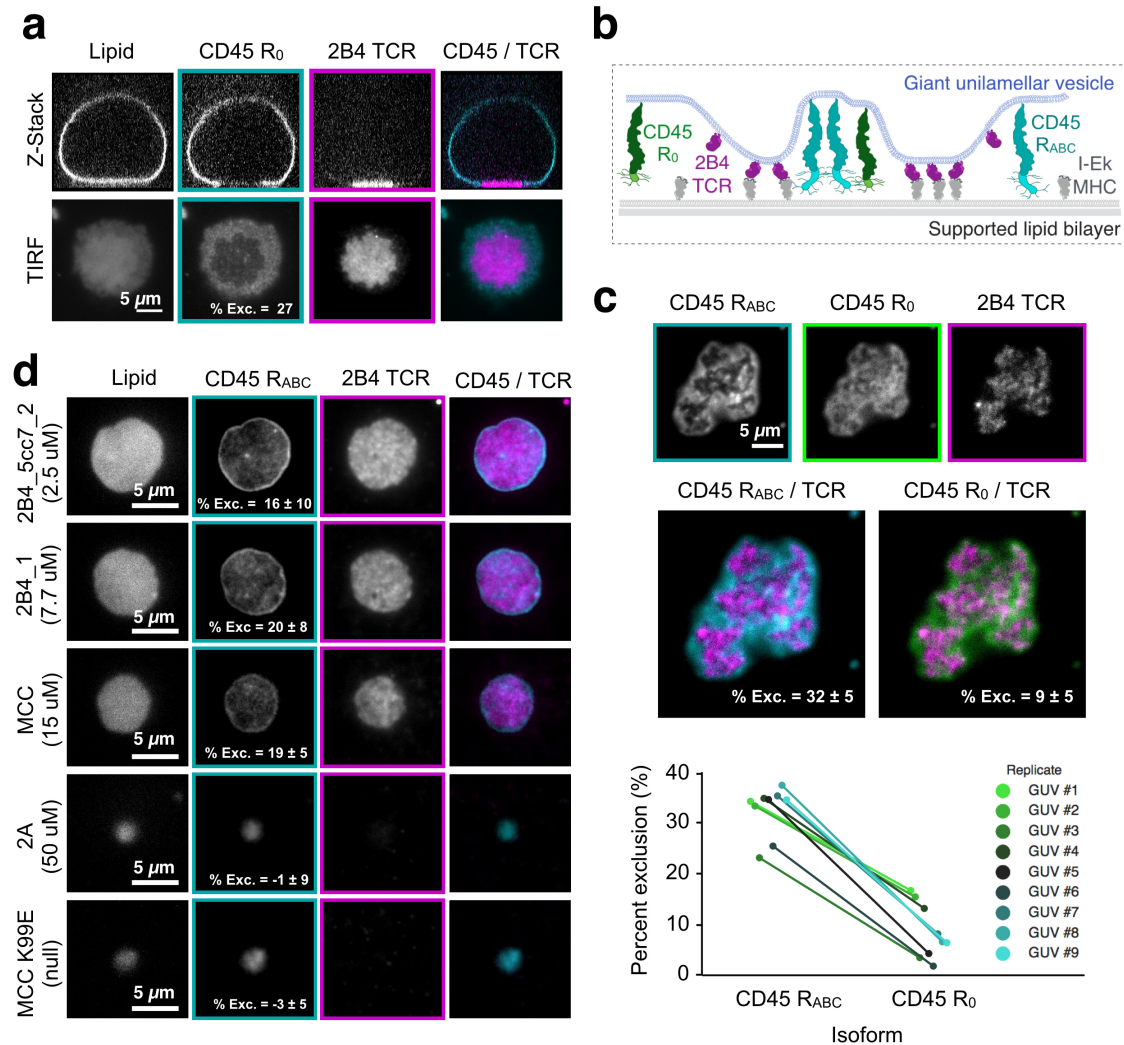 a
Lipid
CD45 R0
2B4 TCR
CD45 / TCR
Z-Stack
TIRF
5 µm
% Exc. = 27
b
Giant unilamellar vesicle
CD45
R0
2B4
TCR
CD45
RABC
I-Ek
MHC
Supported lipid bilayer
c
CD45 RABC
CD45 R0
2B4 TCR
5 µm
CD45 RABC / TCR
CD45 R0 / TCR
% Exc. = 32 ± 5
% Exc. = 9 ± 5
Percent exclusion (%)
40
30
20
10
0
CD45 RABC
CD45 R0
Isoform
Replicate
GUV #1
GUV #2
GUV #3
GUV #4
GUV #5
GUV #6
GUV #7
GUV #8
GUV #9
d
Lipid
CD45 RABC
2B4 TCR
CD45 / TCR
2B4_5cc7_2
(2.5 uM)
5 µm
% Exc. = 16 ± 10
2B4_1
(7.7 uM)
5 µm
% Exc = 20 ± 8
MCC
(15 uM)
5 µm
% Exc. = 19 ± 5
2A
(50 uM)
5 µm
% Exc. = -1 ± 9
MCC K99E
(null)
5 µm
% Exc. = -3 ± 5